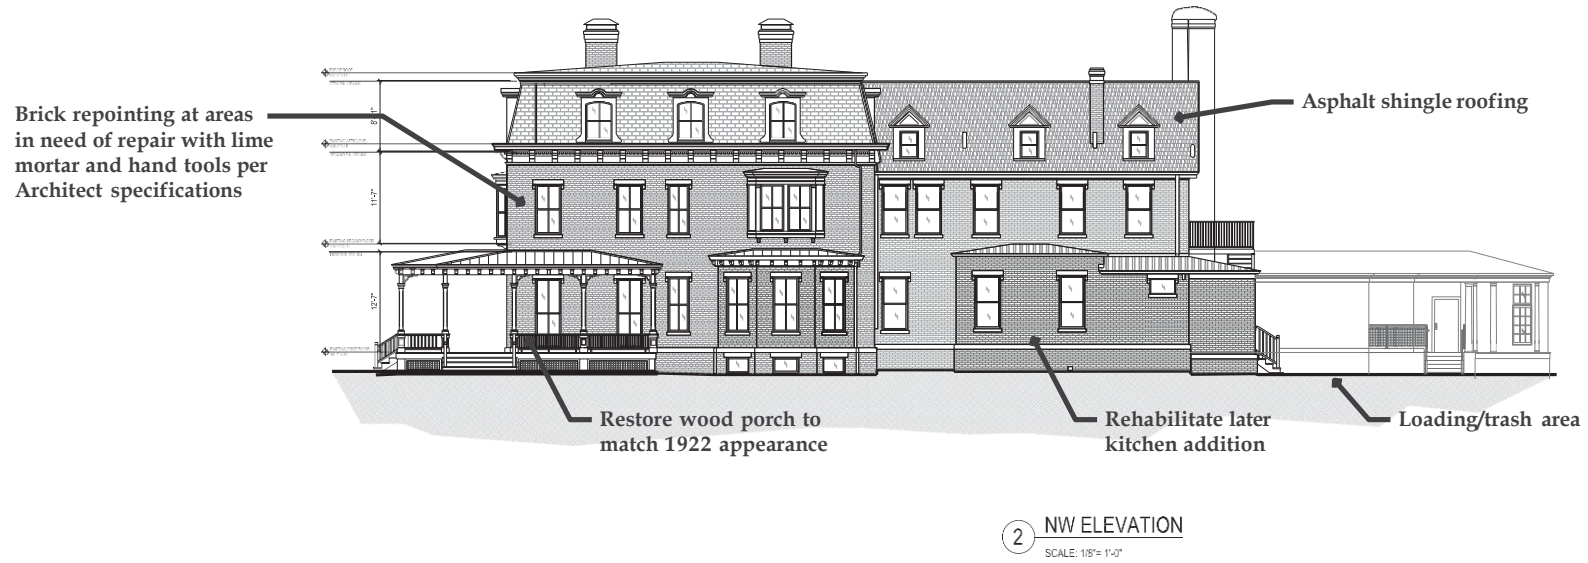 Brick repointing at areas
in need of repair with lime
mortar and hand tools per
Architect specifications
Asphalt shingle roofing
11'-7"
12'-7"
Restore wood porch to
match 1922 appearance
Rehabilitate later
kitchen addition
Loading/trash area
2
NW ELEVATION
SCALE: 1/8"= 1'-0"